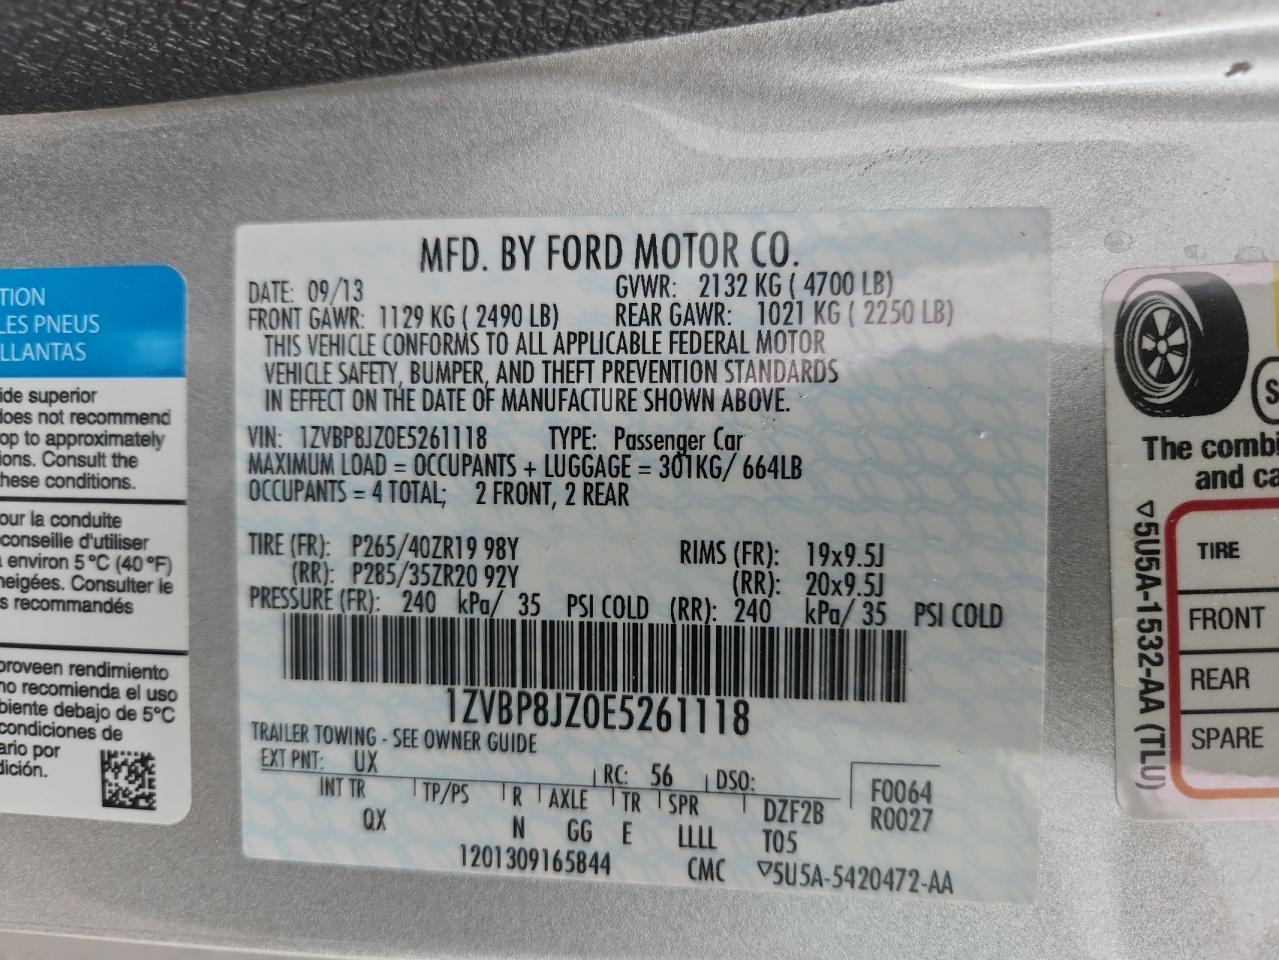 TION
LES PNEUS
LLANTAS
ide superior
does not recommend
op to approximately
ions. Consult the
hese conditions.
our la conduite
conseille d'utiliser
environ 5°C (40°F)
neigées. Consulter le
s recommandés
proveen rendimiento
no recomienda el uso
biente debajo de 5°C
condiciones de
ario por
dición.
MFD. BY FORD MOTOR CO.
DATE: 09/13 GVWR: 2132 KG ( 4700 LB)
FRONT GAWR: 1129 KG ( 2490 LB) REAR GAWR: 1021 KG ( 2250 LB)
THIS VEHICLE CONFORMS TO ALL APPLICABLE FEDERAL MOTOR
VEHICLE SAFETY, BUMPER, AND THEFT PREVENTION STANDARDS
IN EFFECT ON THE DATE OF MANUFACTURE SHOWN ABOVE.
VIN: 1ZVBP8JZ0E5261118 TYPE: Passenger Car
MAXIMUM LOAD = OCCUPANTS + LUGGAGE = 301KG/ 664LB
OCCUPANTS = 4 TOTAL; 2 FRONT, 2 REAR
TIRE (FR): P265/40ZR19 98Y RIMS (FR): 19x9.5J
(RR): P285/35ZR20 92Y (RR): 20x9.5J
PRESSURE (FR): 240 kPa/ 35 PSI COLD (RR): 240 kPa/ 35 PSI COLD
1ZVBP8JZ0E5261118
TRAILER TOWING - SEE OWNER GUIDE
EXT PNT: UX RC: 56 DSO:
INT TR TP/PS R AXLE TR SPR DZF2B F0064
QX N GG E LLLL T05 R0027
1201309165844 CMC ▽5U5A-5420472-AA
The combi
and ca
▽5U5A-1532-AA (TLU)
TIRE
FRONT
REAR
SPARE